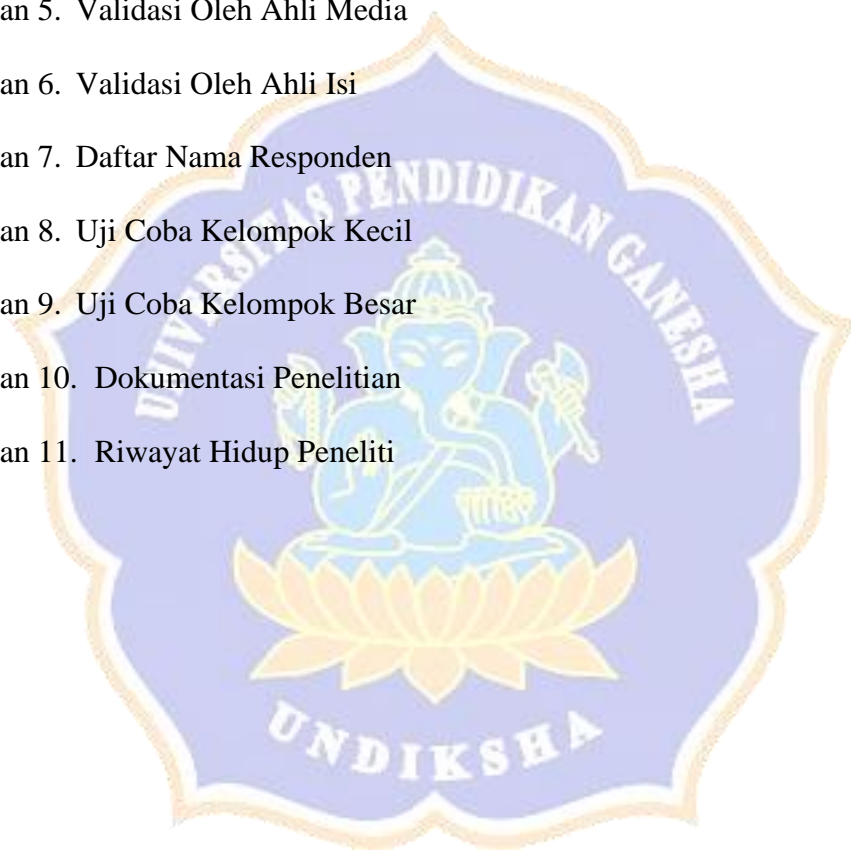 an 5. Validasi Oleh Ahli Media
an 6. Validasi Oleh Ahli Isi
an 7. Daftar Nama Responden
an 8. Uji Coba Kelompok Kecil
an 9. Uji Coba Kelompok Besar
an 10. Dokumentasi Penelitian
an 11. Riwayat Hidup Peneliti
UNIVERSITAS PENDIDIKAN GANESHA
UNDIKSHA